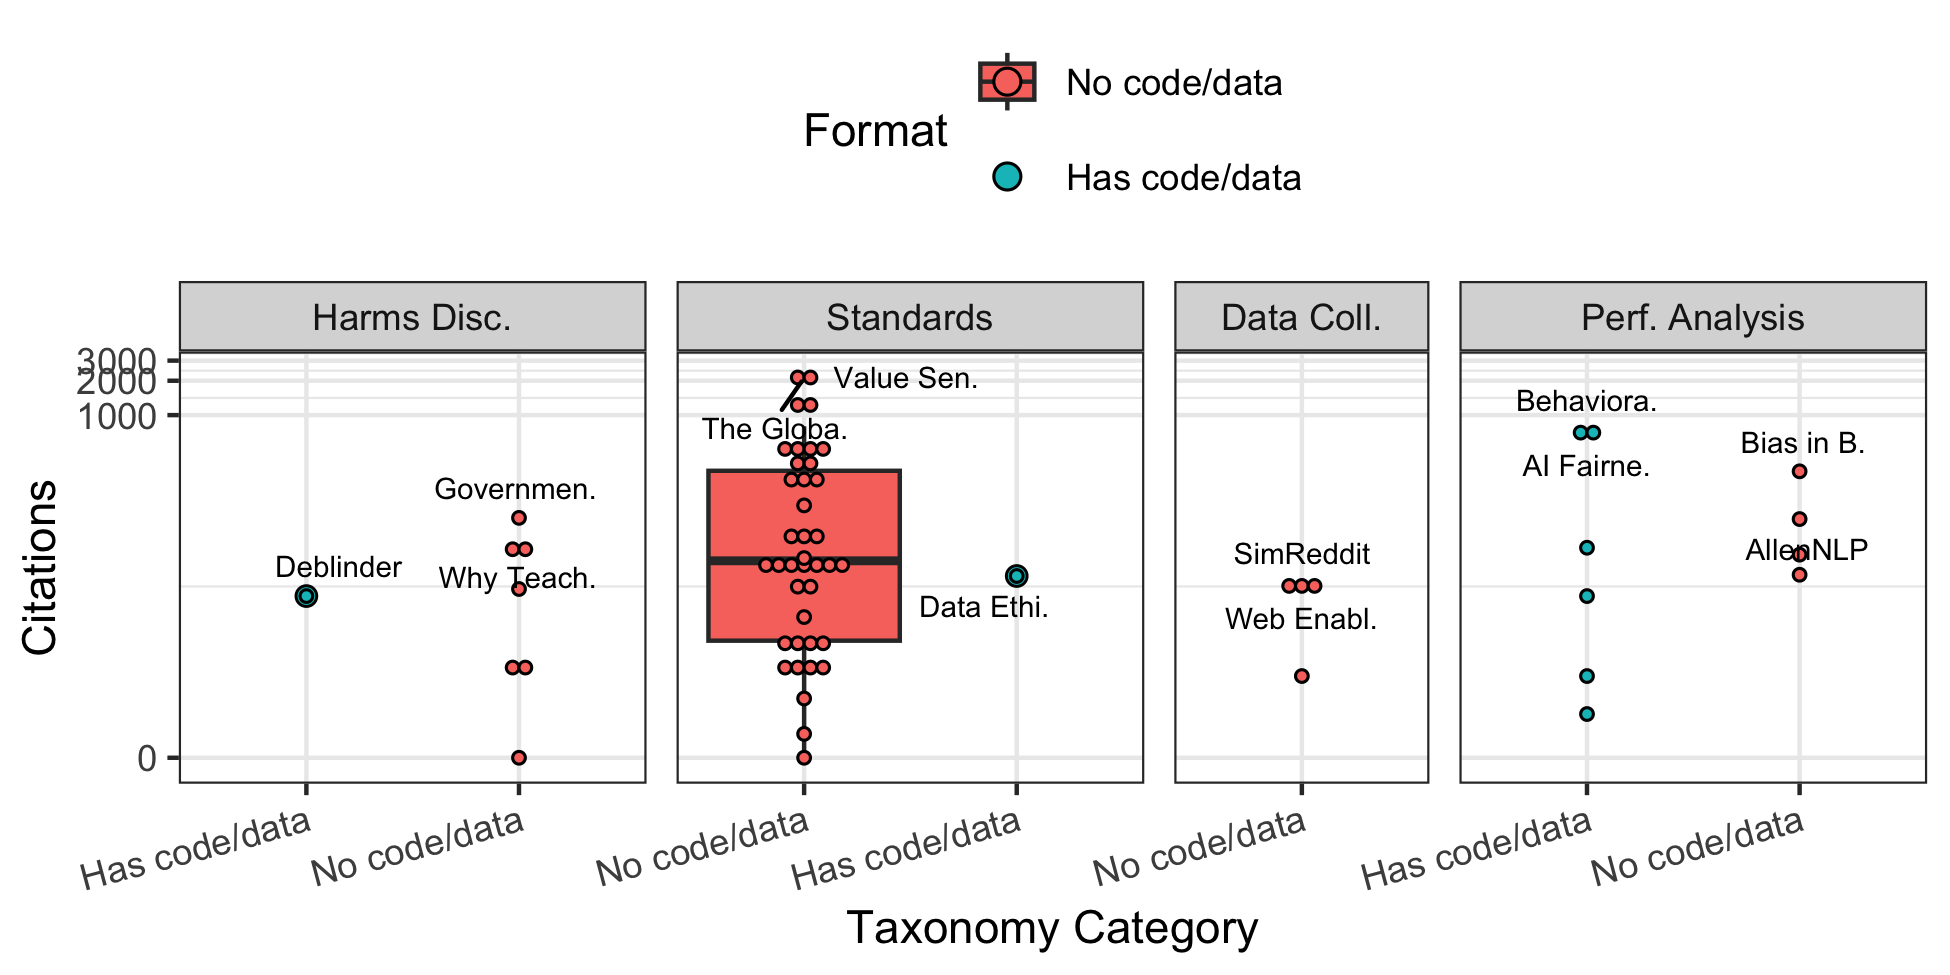 No code/data
Format
Has code/data
Harms Disc.
Standards
Data Coll.
Perf. Analysis
3000
2000
1000
0
Citations
Value Sen.
The Globa.
Behaviora.
Bias in B.
AI Fairne.
Governmen.
Deblinder
Why Teach.
Data Ethi.
SimReddit
Web Enabl.
AllenNLP
Has code/data
No code/data
No code/data
Has code/data
No code/data
Has code/data
No code/data
Taxonomy Category